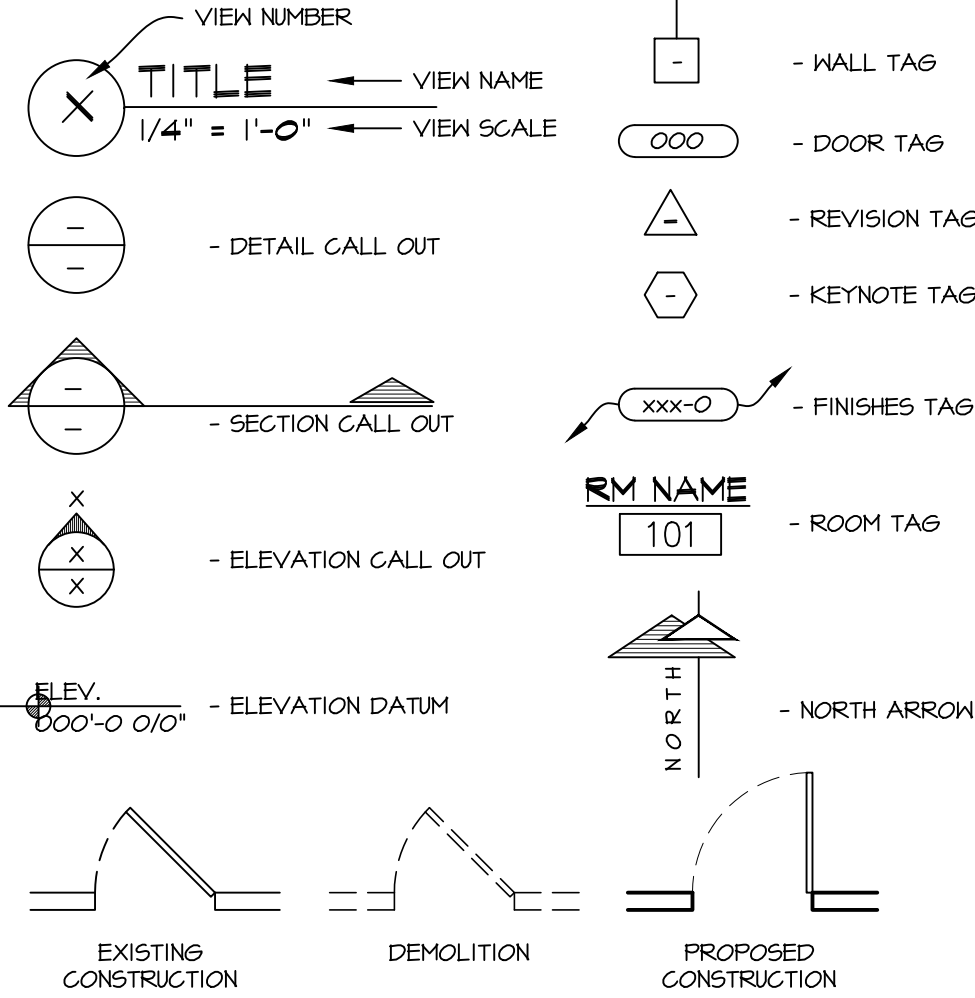 VIEW NUMBER
X
TITLE
VIEW NAME
1/4" = 1'-0"
VIEW SCALE
-
-
- DETAIL CALL OUT
-
-
- SECTION CALL OUT
X
X
X
- ELEVATION CALL OUT
ELEV.
000'-0 0/0"
- ELEVATION DATUM
-
- WALL TAG
000
- DOOR TAG
-
- REVISION TAG
-
- KEYNOTE TAG
xxx-0
- FINISHES TAG
RM NAME
101
- ROOM TAG
NORTH
- NORTH ARROW
EXISTING
CONSTRUCTION
DEMOLITION
PROPOSED
CONSTRUCTION